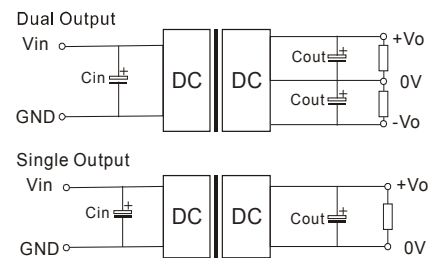 Dual Output
Vin
+Vo
Cout
+
Cin
+
DC
DC
0V
Cout
+
GND
-Vo
Single Output
Vin
+Vo
Cin
+
DC
DC
Cout
+
GND
0V